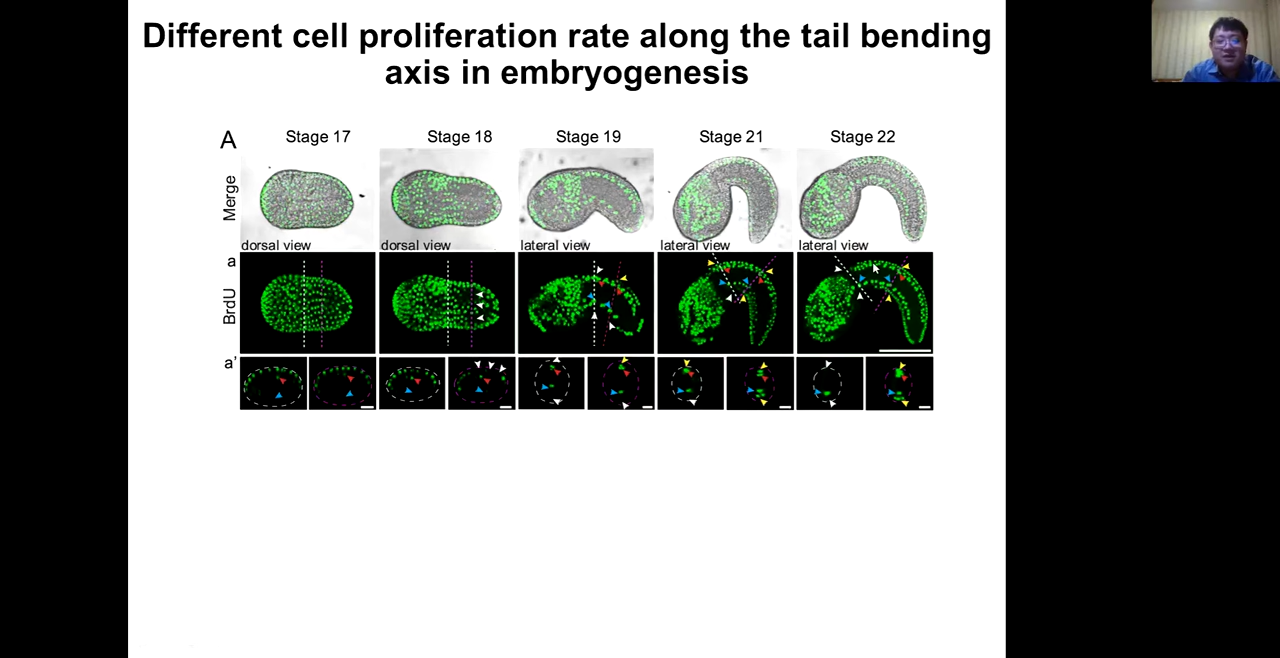 Different cell proliferation rate along the tail bending
axis in embryogenesis
A
Stage 17
Stage 18
Stage 19
Stage 21
Stage 22
Merge
dorsal view
dorsal view
lateral view
lateral view
lateral view
a
BrdU
a'